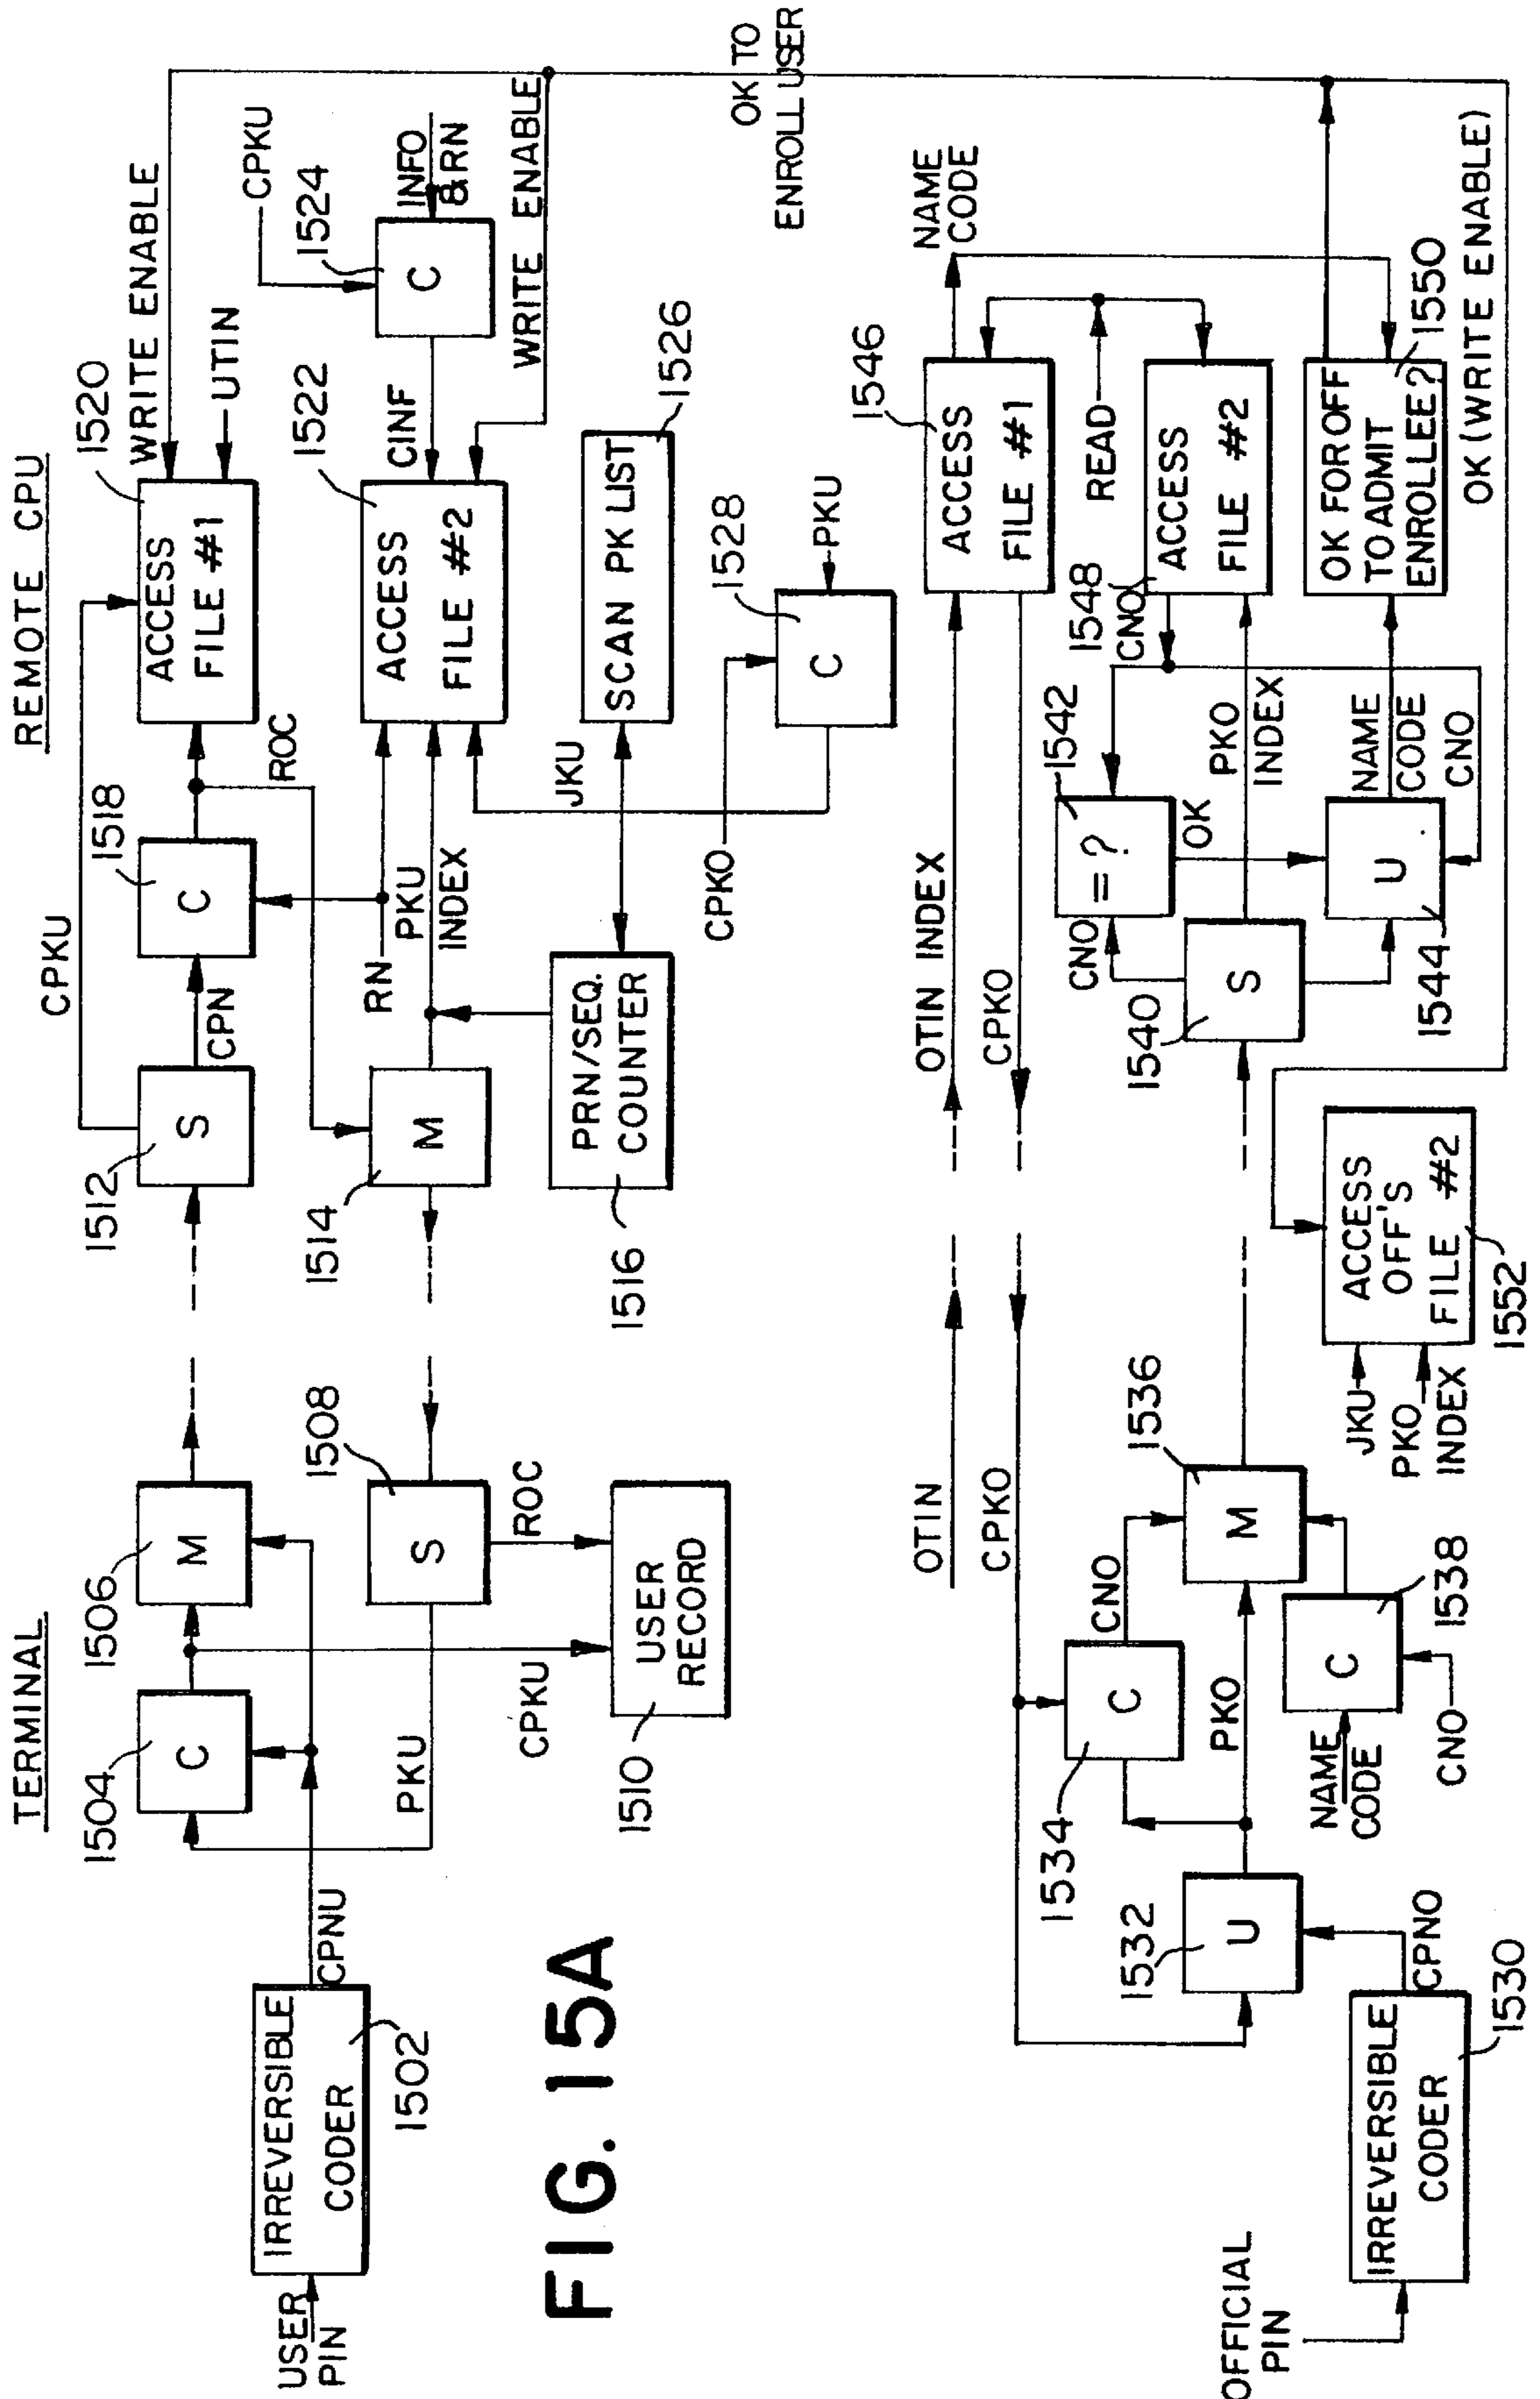 TERMINAL
REMOTE CPU
USER
PIN
IRREVERSIBLE
CODER
1502
CPNU
1504
C
1506
M
PKU
CPKU
1508
S
ROC
USER
RECORD
1510
1512
S
CPKU
CPN
1518
C
ROC
RN
PKU
INDEX
1514
M
PRN/SEQ.
COUNTER
1516
1520
ACCESS
FILE #1
WRITE ENABLE
UTIN
1522
ACCESS
FILE #2
CINF
WRITE ENABLE
1524
C
CPKU
INFO
&RN
JKU
SCAN PK LIST
1526
1528
C
PKU
CPKO
OK TO
ENROLL USER
FIG. 15A
OFFICIAL
PIN
IRREVERSIBLE
CODER
1530
CPNO
1532
U
1534
C
CNO
PKO
1536
M
NAME
CODE
C
1538
CNO
OTIN
CPKO
OTIN INDEX
CPKO
1540
S
CNO
1542
= ?
OK
PKO
INDEX
1544
U
NAME
CODE
CNO
1546
ACCESS
FILE #1
NAME
CODE
READ
1548
CNO
ACCESS
FILE #2
OK FOR OFF
TO ADMIT
ENROLLEE?
1550
OK (WRITE ENABLE)
JKU
PKO
INDEX
ACCESS
OFF'S
FILE #2
1552